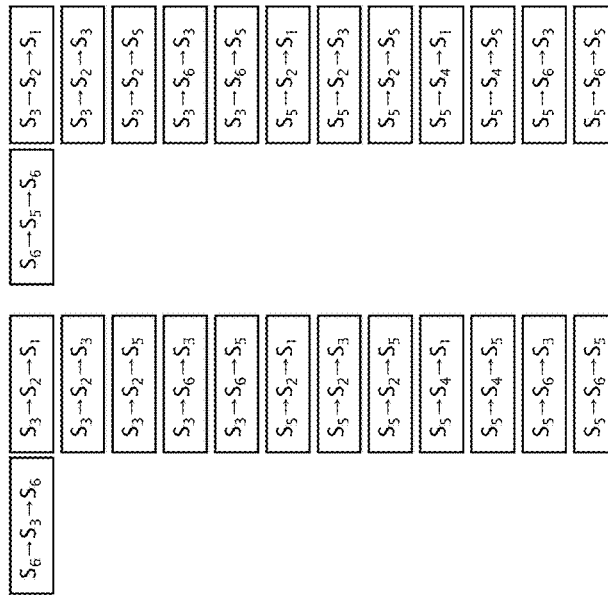 S₆→S₃→S₆
S₃→S₂→S₁
S₃→S₂→S₃
S₃→S₂→S₅
S₃→S₆→S₃
S₃→S₆→S₅
S₅→S₂→S₁
S₅→S₂→S₃
S₅→S₂→S₅
S₅→S₄→S₁
S₅→S₄→S₅
S₅→S₆→S₃
S₅→S₆→S₅
S₆→S₅→S₆
S₃→S₂→S₁
S₃→S₂→S₃
S₃→S₂→S₅
S₃→S₆→S₃
S₃→S₆→S₅
S₅→S₂→S₁
S₅→S₂→S₃
S₅→S₂→S₅
S₅→S₄→S₁
S₅→S₄→S₅
S₅→S₆→S₃
S₅→S₆→S₅